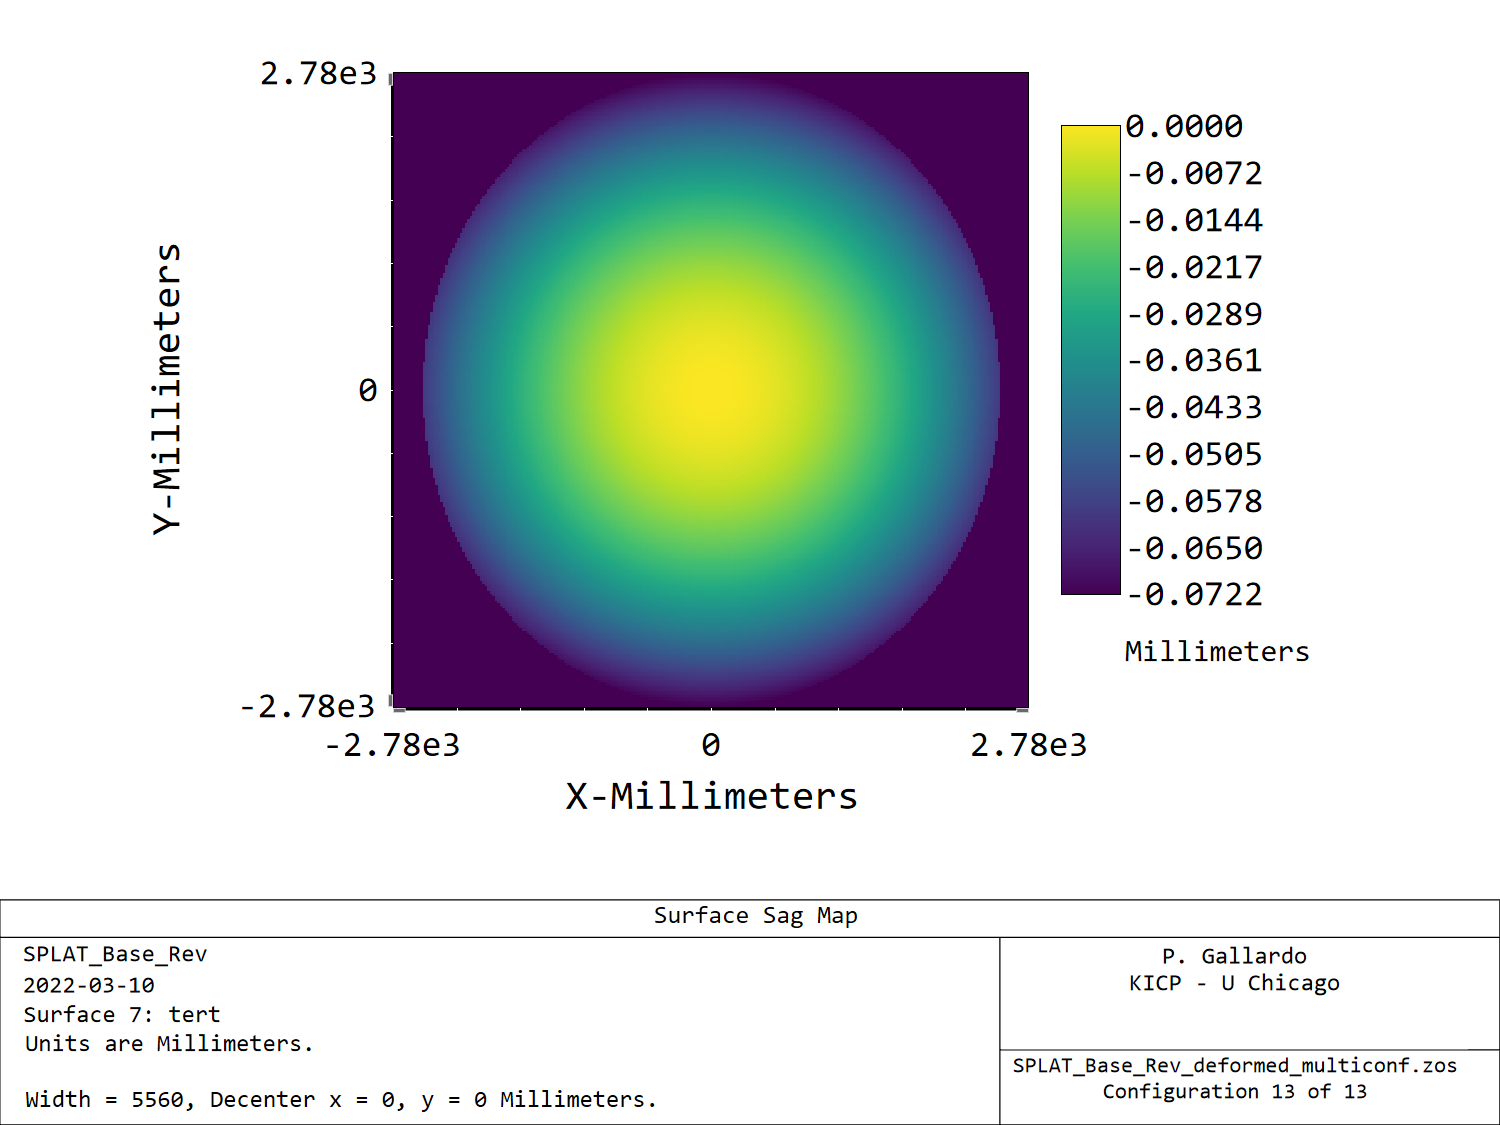 2.78e3
0
-2.78e3
Y-Millimeters
-2.78e3
0
2.78e3
X-Millimeters
0.0000
-0.0072
-0.0144
-0.0217
-0.0289
-0.0361
-0.0433
-0.0505
-0.0578
-0.0650
-0.0722
Millimeters
Surface Sag Map
SPLAT_Base_Rev
2022-03-10
Surface 7: tert
Units are Millimeters.
Width = 5560, Decenter x = 0, y = 0 Millimeters.
P. Gallardo
KICP - U Chicago
SPLAT_Base_Rev_deformed_multiconf.zos
Configuration 13 of 13